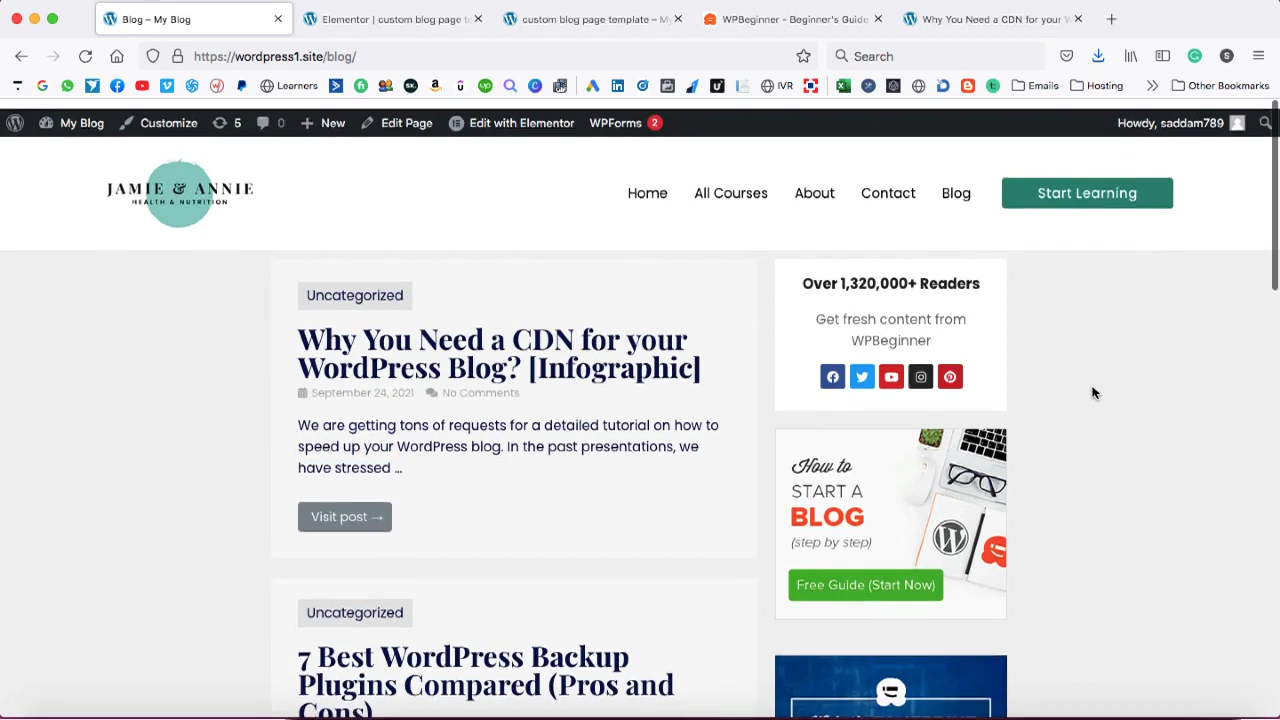 Blog – My Blog
Elementor | custom blog page te
custom blog page template – My
WPBeginner - Beginner's Guide
Why You Need a CDN for your W
https://wordpress1.site/blog/
Search
S
Learners
IVR
Emails
Hosting
Other Bookmarks
My Blog
Customize
5
0
New
Edit Page
Edit with Elementor
WPForms 2
Howdy, saddam789
JAMIE & ANNIE
HEALTH & NUTRITION
Home
All Courses
About
Contact
Blog
Start Learning
Uncategorized
Why You Need a CDN for your
WordPress Blog? [Infographic]
September 24, 2021
No Comments
We are getting tons of requests for a detailed tutorial on how to
speed up your WordPress blog. In the past presentations, we
have stressed ...
Visit post →
Uncategorized
7 Best WordPress Backup
Plugins Compared (Pros and
Cons)
Over 1,320,000+ Readers
Get fresh content from
WPBeginner
How to
START A
BLOG
(step by step)
Free Guide (Start Now)